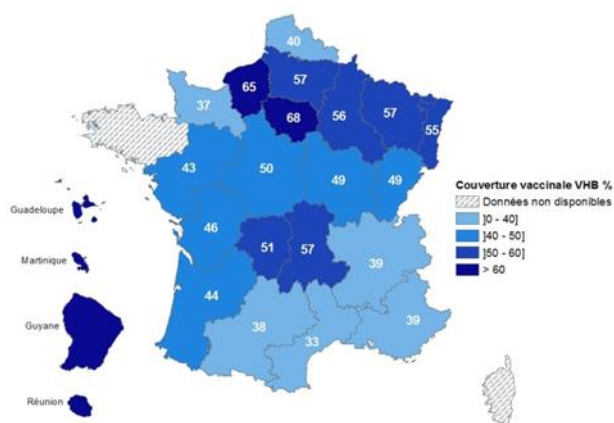 40
65
57
37
68
56
57
55
43
50
49
49
46
51
57
39
44
38
33
39
Guadeloupe
Martinique
Guyane
Réunion
Couverture vaccinale VHB %
Données non disponibles
]0 - 40]
]40 - 50]
]50 - 60]
> 60